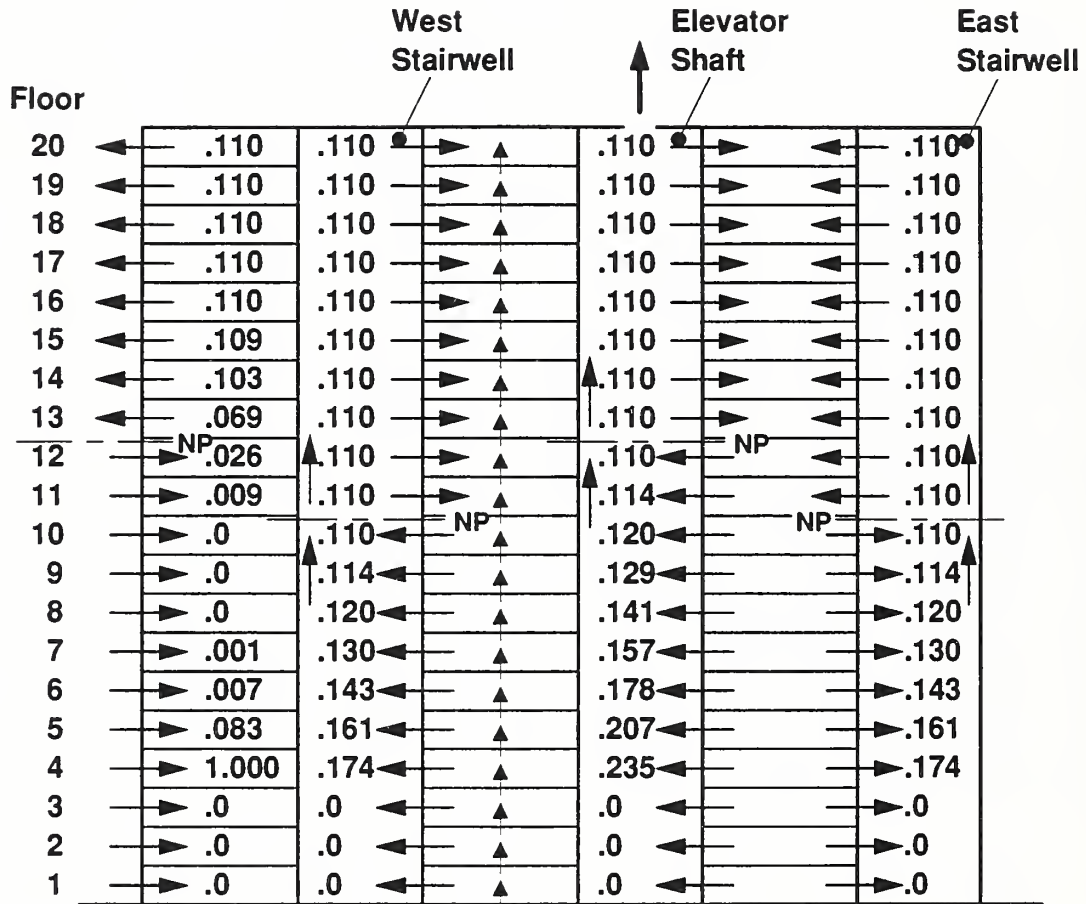 West Stairwell
Elevator Shaft
East Stairwell
Floor
20 .110 .110 .110 .110
19 .110 .110 .110 .110
18 .110 .110 .110 .110
17 .110 .110 .110 .110
16 .110 .110 .110 .110
15 .109 .110 .110 .110
14 .103 .110 .110 .110
13 .069 .110 .110 .110
NP NP
12 .026 .110 .110 .110
11 .009 .110 .114 .110
NP NP
10 .0 .110 .120 .110
9 .0 .114 .129 .114
8 .0 .120 .141 .120
7 .001 .130 .157 .130
6 .007 .143 .178 .143
5 .083 .161 .207 .161
4 1.000 .174 .235 .174
3 .0 .0 .0 .0
2 .0 .0 .0 .0
1 .0 .0 .0 .0